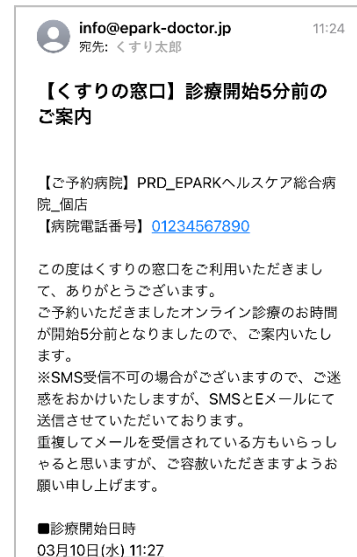 info@epark-doctor.jp 11:24
宛先: くすり太郎
【くすりの窓口】診療開始5分前の
ご案内
【ご予約病院】PRD_EPARKヘルスケア総合病
院_個店
【病院電話番号】01234567890
この度はくすりの窓口をご利用いただきまし
て、ありがとうございます。
ご予約いただきましたオンライン診療のお時間
が開始5分前となりましたので、ご案内いたし
ます。
※SMS受信不可の場合がございますので、ご迷
惑をおかけいたしますが、SMSとEメールにて
送信させていただいております。
重複してメールを受信されている方もいらっし
ゃると思いますが、ご容赦いただきますようお
願い申し上げます。
■診療開始日時
03月10日(水) 11:27